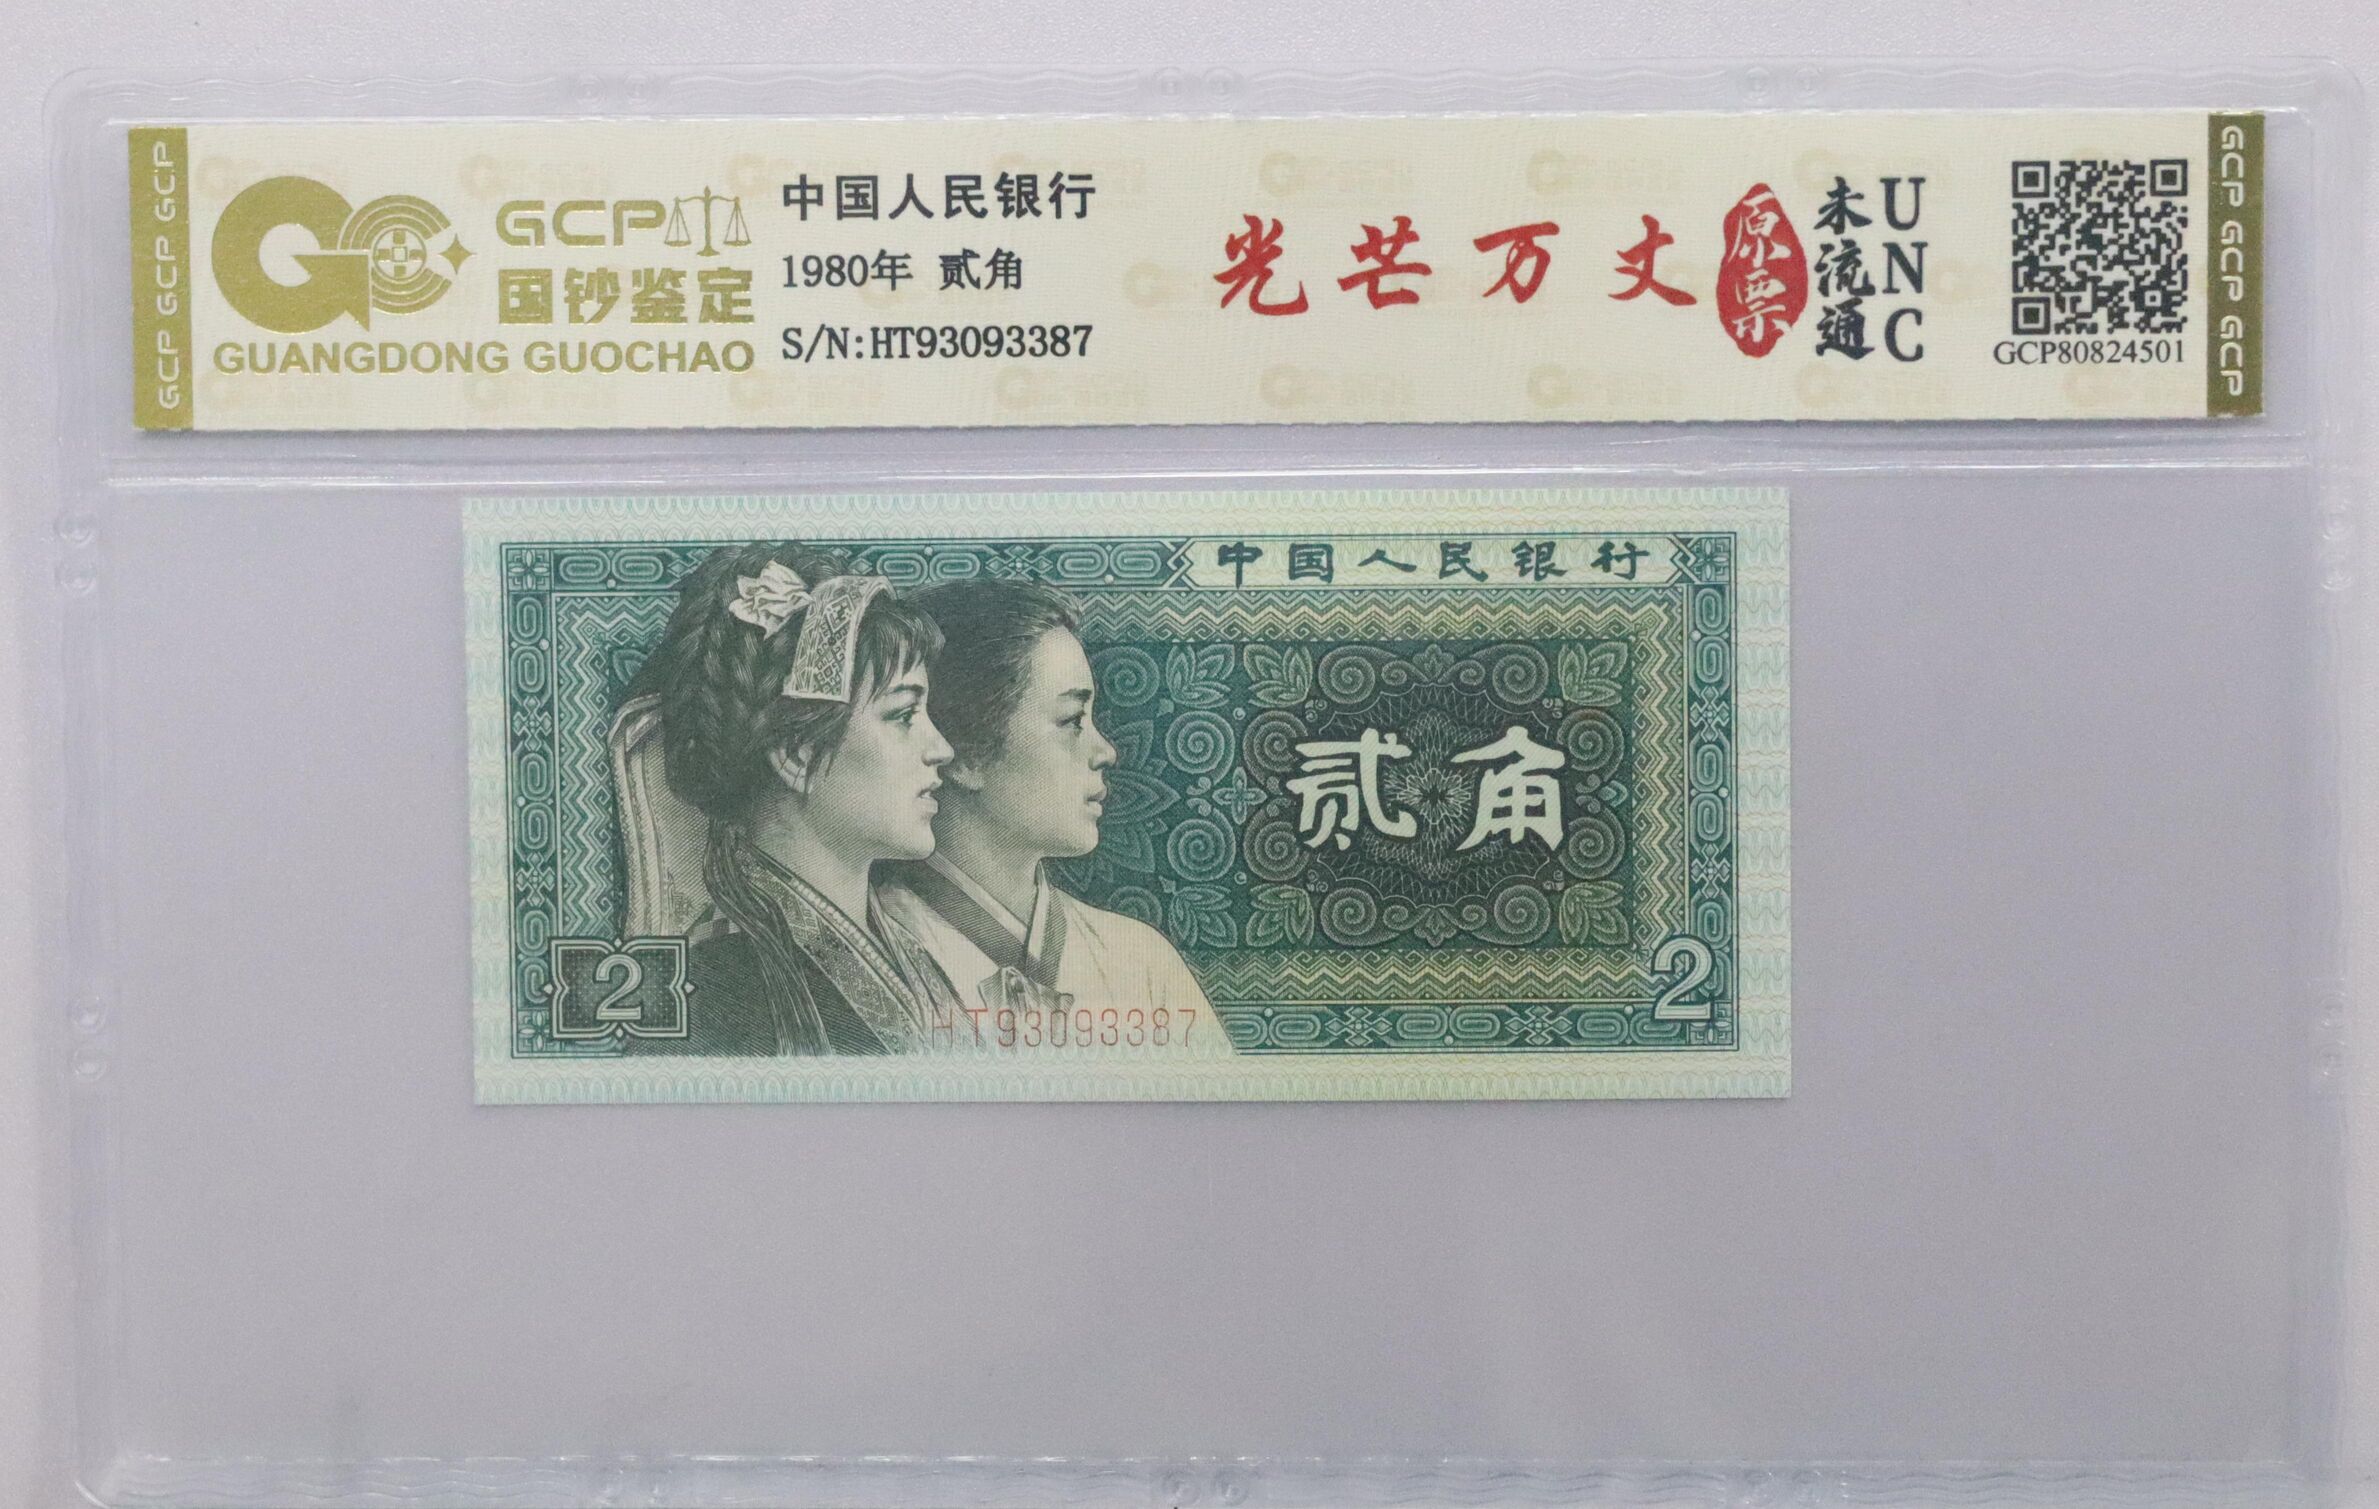 GCP GCP GCP
GCP
国钞鉴定
GUANGDONG GUOCHAO
中国人民银行
1980年 贰角
S/N:HT93093387
光芒万丈
原票
未流通
UNC
GCP80824501
GCP GCP GCP
中国人民银行
贰角
2
2
HT93093387